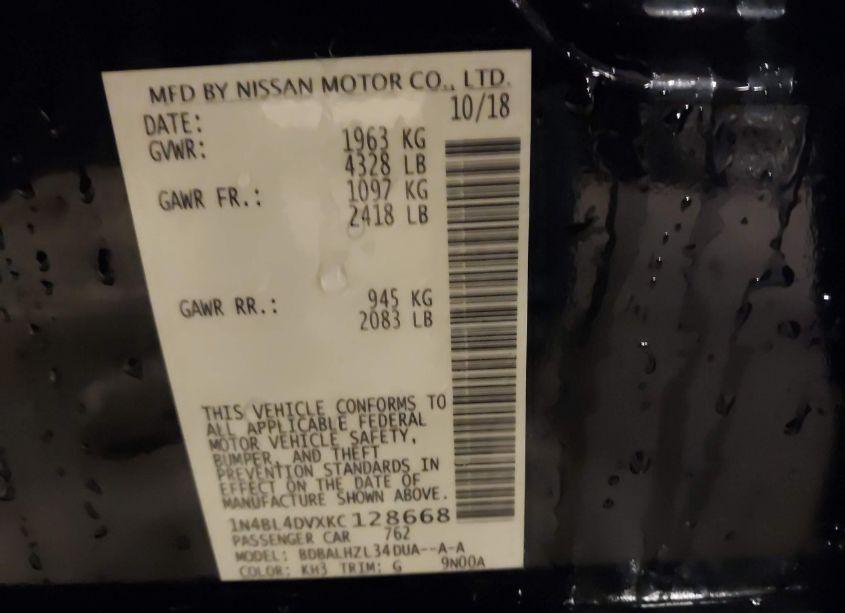 MFD BY NISSAN MOTOR CO., LTD.
DATE: 10/18
GVWR: 1963 KG
4328 LB
GAWR FR.: 1097 KG
2418 LB
GAWR RR.: 945 KG
2083 LB
THIS VEHICLE CONFORMS TO
ALL APPLICABLE FEDERAL
MOTOR VEHICLE SAFETY,
BUMPER, AND THEFT
PREVENTION STANDARDS IN
EFFECT ON THE DATE OF
MANUFACTURE SHOWN ABOVE.
1N4BL4DVXKC128668
PASSENGER CAR 762
MODEL: BDBALHZL34DUA--A-A
COLOR: KH3 TRIM: G 9N00A